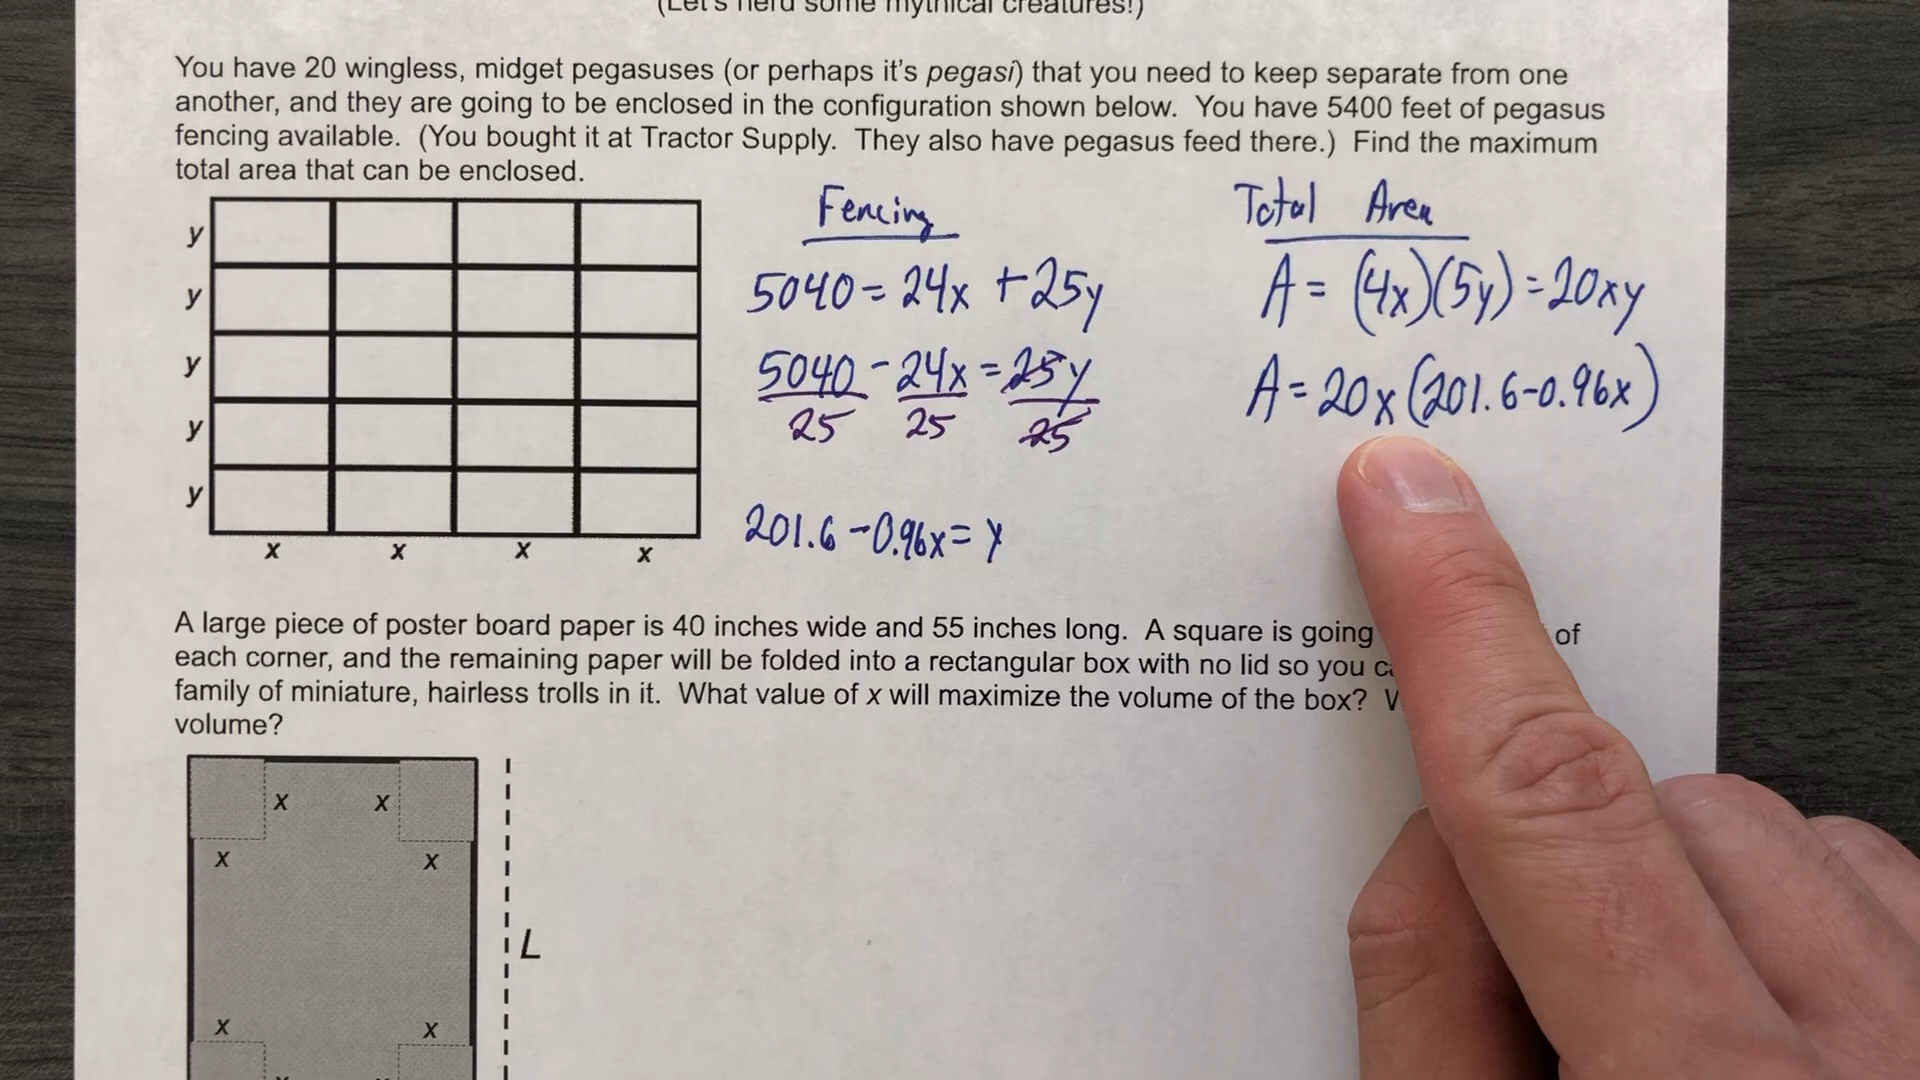 (Let's herd some mythical creatures!)
You have 20 wingless, midget pegasuses (or perhaps it's pegasi) that you need to keep separate from one
another, and they are going to be enclosed in the configuration shown below. You have 5400 feet of pegasus
fencing available. (You bought it at Tractor Supply. They also have pegasus feed there.) Find the maximum
total area that can be enclosed.
y
y
y
y
y
x x x x
Fencing
5040 = 24x + 25y
5040 - 24x = 25y
25 25 25
201.6 - 0.96x = y
Total Area
A = (4x)(5y) = 20xy
A = 20x(201.6-0.96x)
A large piece of poster board paper is 40 inches wide and 55 inches long. A square is going of
each corner, and the remaining paper will be folded into a rectangular box with no lid so you
family of miniature, hairless trolls in it. What value of x will maximize the volume of the box?
volume?
x x
x x
L
x x